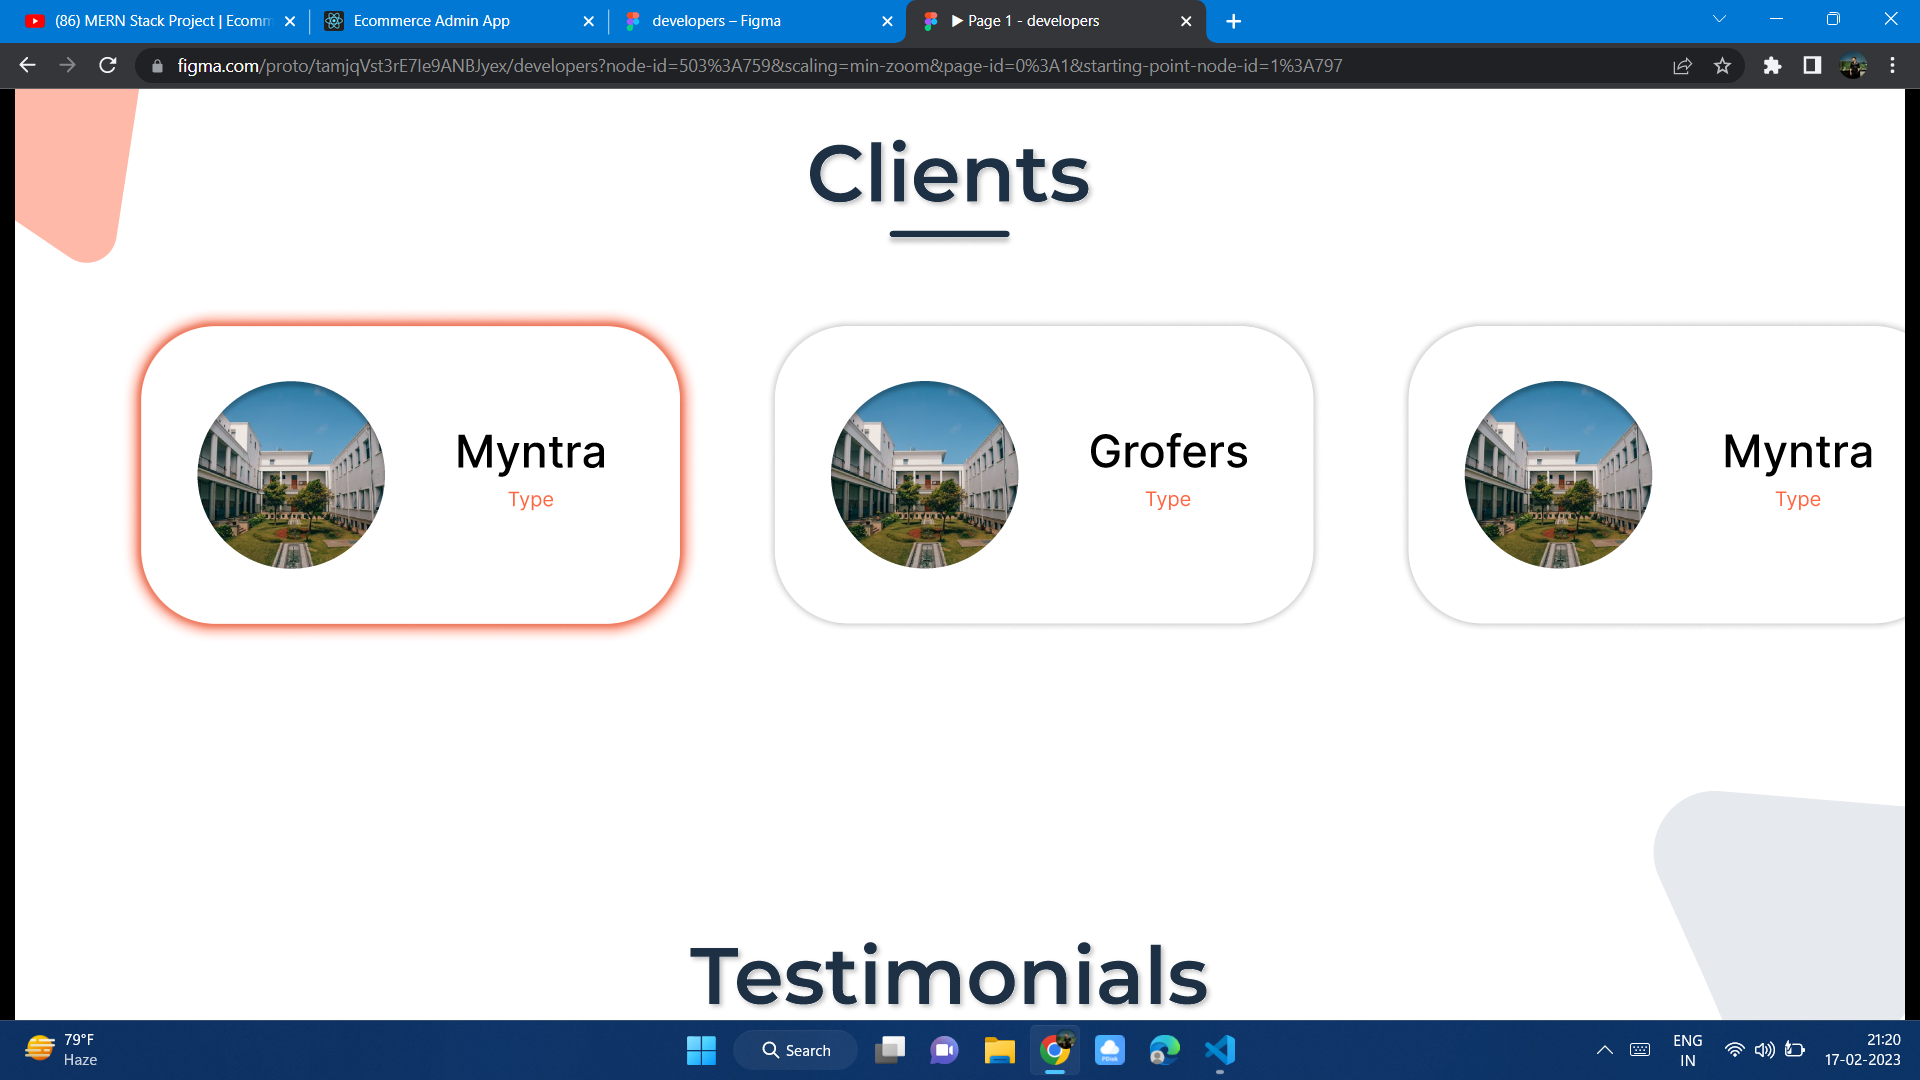 (86) MERN Stack Project | Ecomm
Ecommerce Admin App
developers – Figma
Page 1 - developers
figma.com/proto/tamjqVst3rE7Ie9ANBJyex/developers?node-id=503%3A759&scaling=min-zoom&page-id=0%3A1&starting-point-node-id=1%3A797
Clients
Myntra
Type
Grofers
Type
Myntra
Type
Testimonials
79°F
Haze
Search
ENG
IN
21:20
17-02-2023